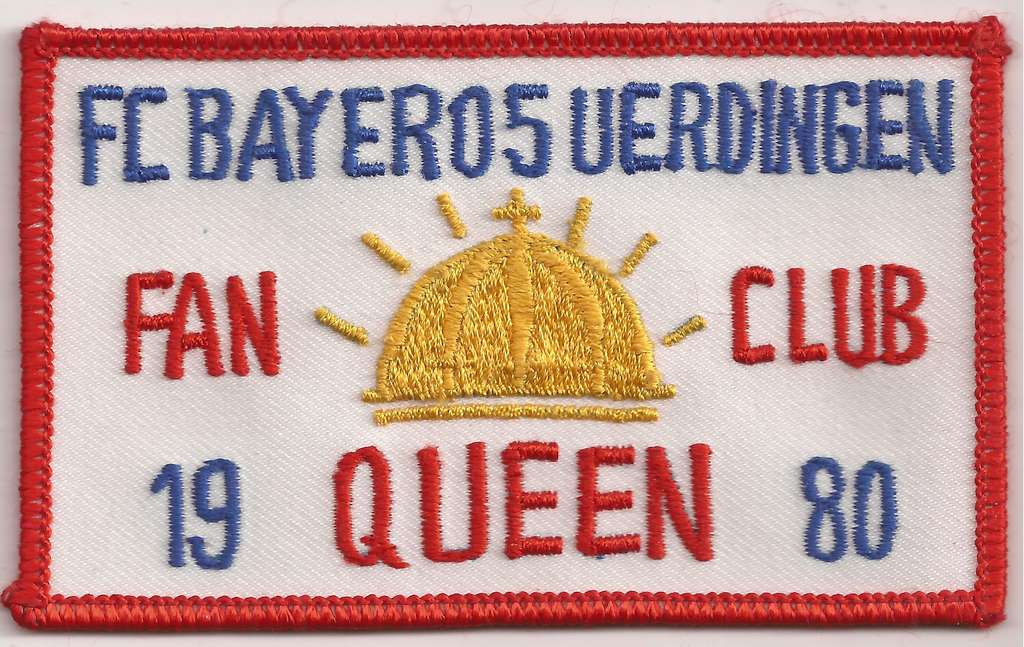 FC BAYER 05 UERDINGEN
FAN CLUB
QUEEN
19 80